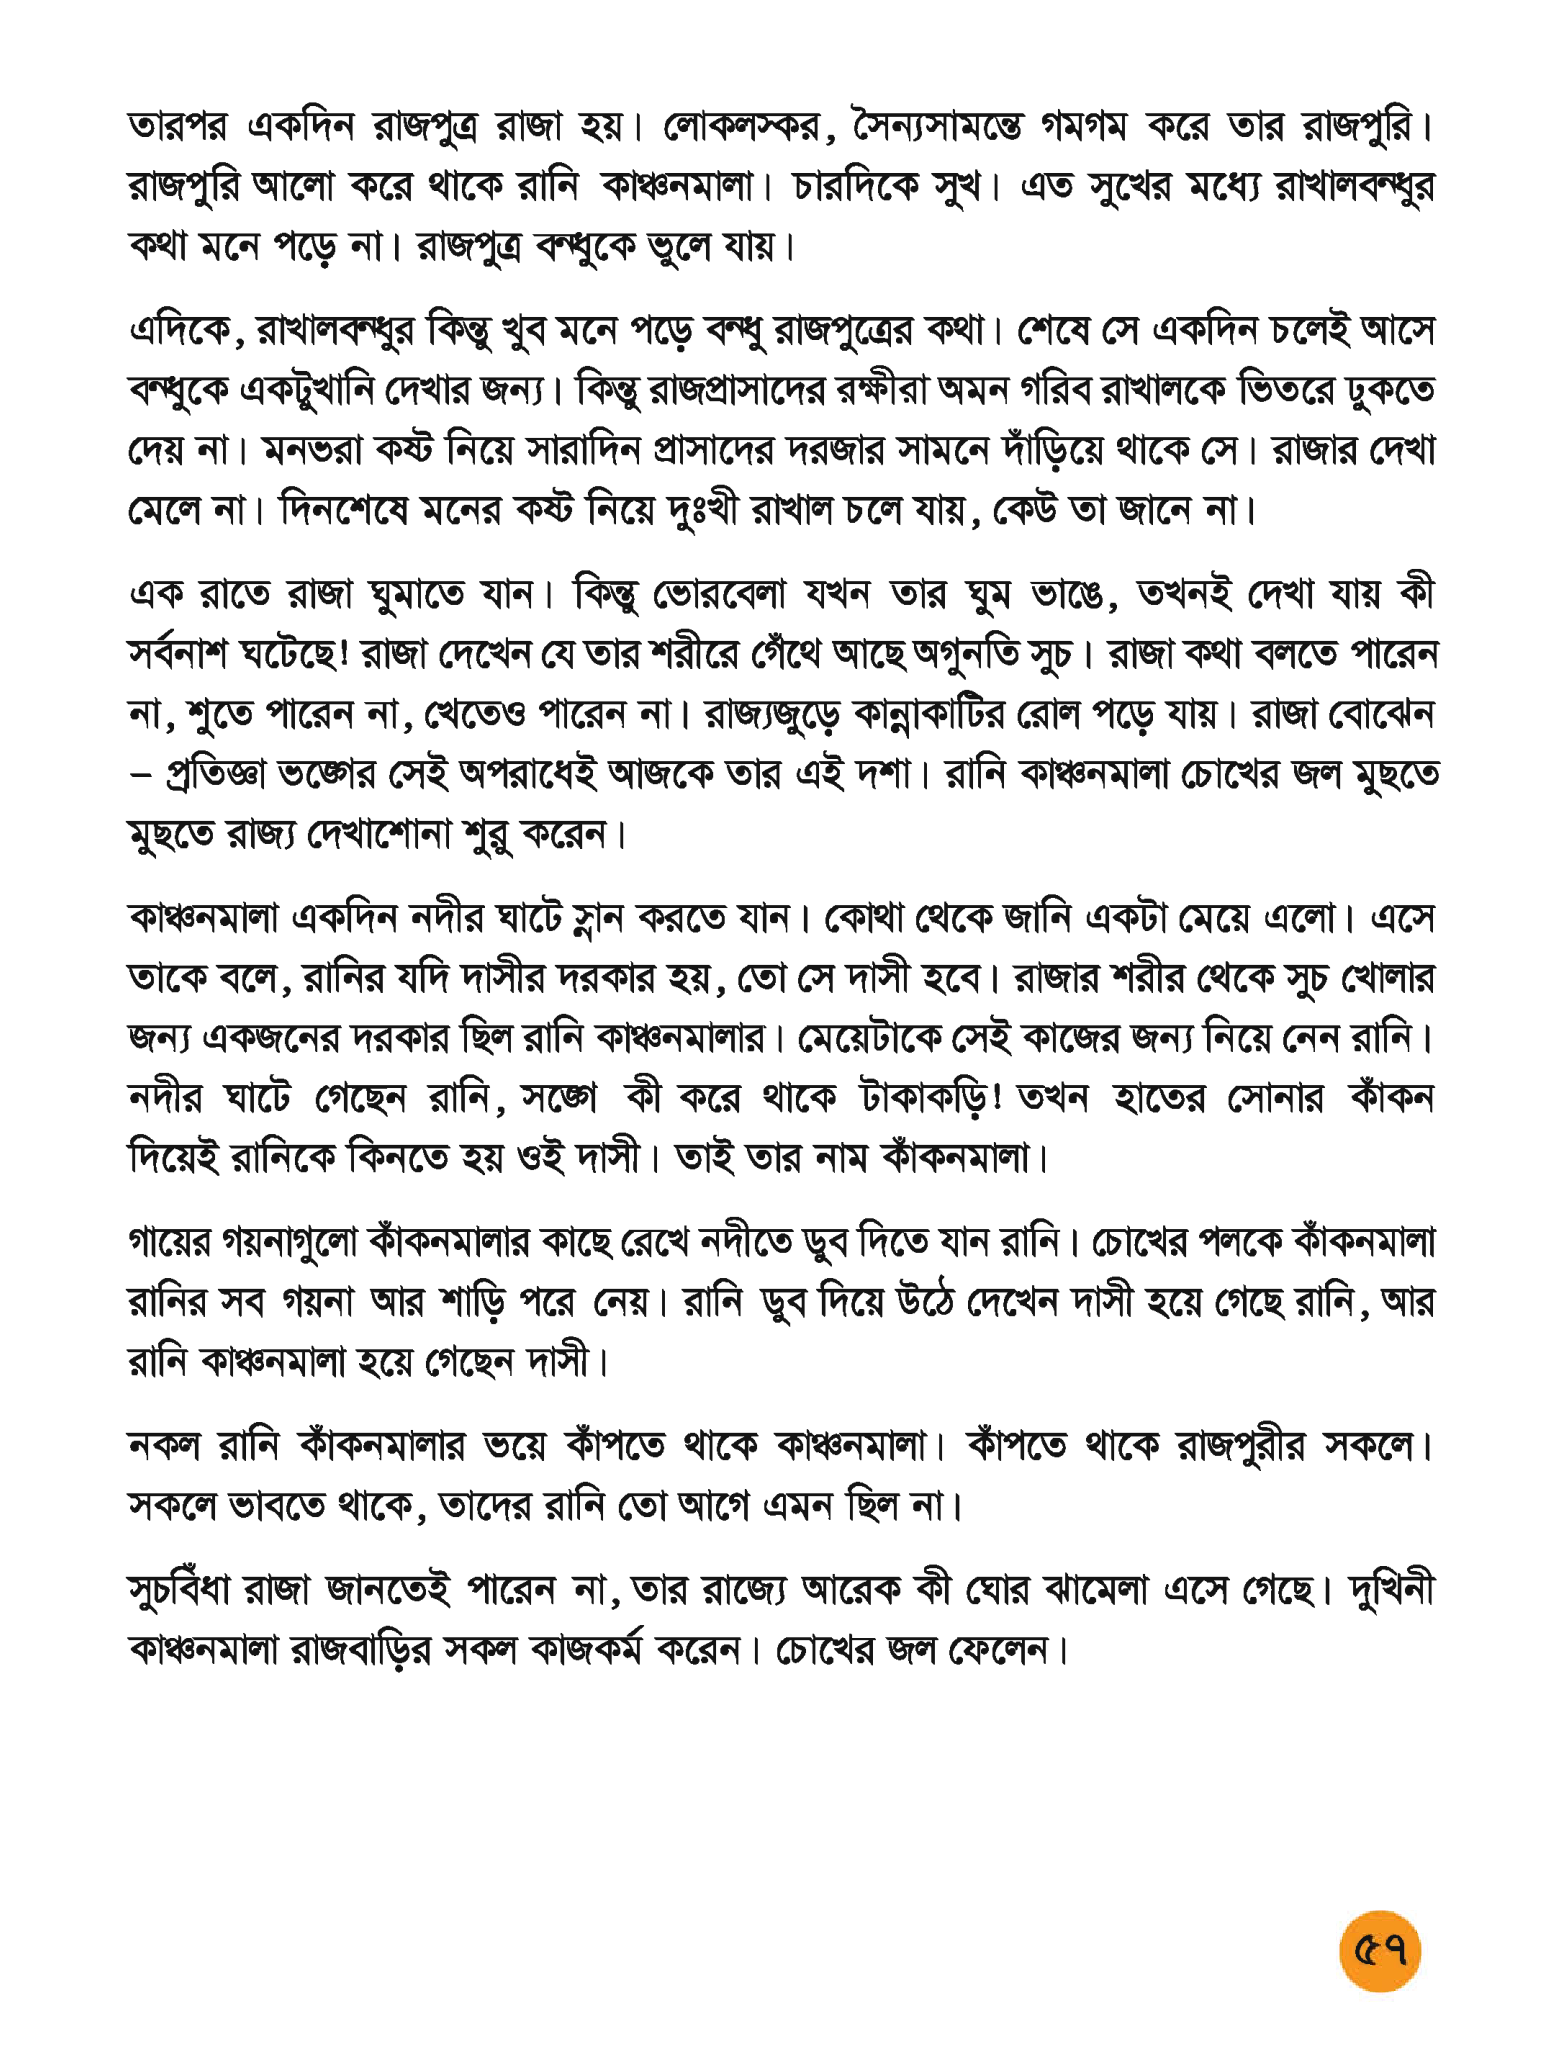 তারপর একদিন রাজপুত্র রাজা হয়। লোকলস্কর, সৈন্যসামন্তে গমগম করে তার রাজপুরি।
রাজপুরি আলো করে থাকে রানি কাঞ্চনমালা। চারদিকে সুখ। এত সুখের মধ্যে রাখালবন্ধুর
কথা মনে পড়ে না। রাজপুত্র বন্ধুকে ভুলে যায়।
এদিকে, রাখালবন্ধুর কিন্তু খুব মনে পড়ে বন্ধু রাজপুত্রের কথা। শেষে সে একদিন চলেই আসে
বন্ধুকে একটুখানি দেখার জন্য। কিন্তু রাজপ্রাসাদের রক্ষীরা অমন গরিব রাখালকে ভিতরে ঢুকতে
দেয় না। মনভরা কষ্ট নিয়ে সারাদিন প্রাসাদের দরজার সামনে দাঁড়িয়ে থাকে সে। রাজার দেখা
মেলে না। দিনশেষে মনের কষ্ট নিয়ে দুঃখী রাখাল চলে যায়, কেউ তা জানে না।
এক রাতে রাজা ঘুমাতে যান। কিন্তু ভোরবেলা যখন তার ঘুম ভাঙে, তখনই দেখা যায় কী
সর্বনাশ ঘটেছে! রাজা দেখেন যে তার শরীরে গেঁথে আছে অগুনতি সুচ। রাজা কথা বলতে পারেন
না, শুতে পারেন না, খেতেও পারেন না। রাজ্যজুড়ে কান্নাকাটির রোল পড়ে যায়। রাজা বোঝেন
– প্রতিজ্ঞা ভঙ্গের সেই অপরাধেই আজকে তার এই দশা। রানি কাঞ্চনমালা চোখের জল মুছতে
মুছতে রাজ্য দেখাশোনা শুরু করেন।
কাঞ্চনমালা একদিন নদীর ঘাটে স্নান করতে যান। কোথা থেকে জানি একটা মেয়ে এলো। এসে
তাকে বলে, রানির যদি দাসীর দরকার হয়, তো সে দাসী হবে। রাজার শরীর থেকে সুচ খোলার
জন্য একজনের দরকার ছিল রানি কাঞ্চনমালার। মেয়েটাকে সেই কাজের জন্য নিয়ে নেন রানি।
নদীর ঘাটে গেছেন রানি, সঙ্গে কী করে থাকে টাকাকড়ি! তখন হাতের সোনার কাঁকন
দিয়েই রানিকে কিনতে হয় ওই দাসী। তাই তার নাম কাঁকনমালা।
গায়ের গয়নাগুলো কাঁকনমালার কাছে রেখে নদীতে ডুব দিতে যান রানি। চোখের পলকে কাঁকনমালা
রানির সব গয়না আর শাড়ি পরে নেয়। রানি ডুব দিয়ে উঠে দেখেন দাসী হয়ে গেছে রানি, আর
রানি কাঞ্চনমালা হয়ে গেছেন দাসী।
নকল রানি কাঁকনমালার ভয়ে কাঁপতে থাকে কাঞ্চনমালা। কাঁপতে থাকে রাজপুরীর সকলে।
সকলে ভাবতে থাকে, তাদের রানি তো আগে এমন ছিল না।
সুচবিঁধা রাজা জানতেই পারেন না, তার রাজ্যে আরেক কী ঘোর ঝামেলা এসে গেছে। দুখিনী
কাঞ্চনমালা রাজবাড়ির সকল কাজকর্ম করেন। চোখের জল ফেলেন।
৫৭